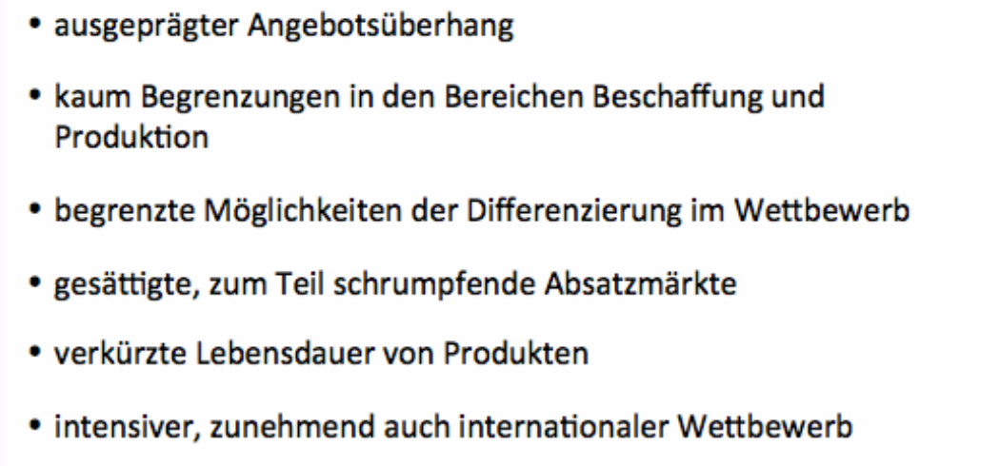 • ausgeprägter Angebotsüberhang
• kaum Begrenzungen in den Bereichen Beschaffung und
Produktion
• begrenzte Möglichkeiten der Differenzierung im Wettbewerb
• gesättigte, zum Teil schrumpfende Absatzmärkte
• verkürzte Lebensdauer von Produkten
• intensiver, zunehmend auch internationaler Wettbewerb